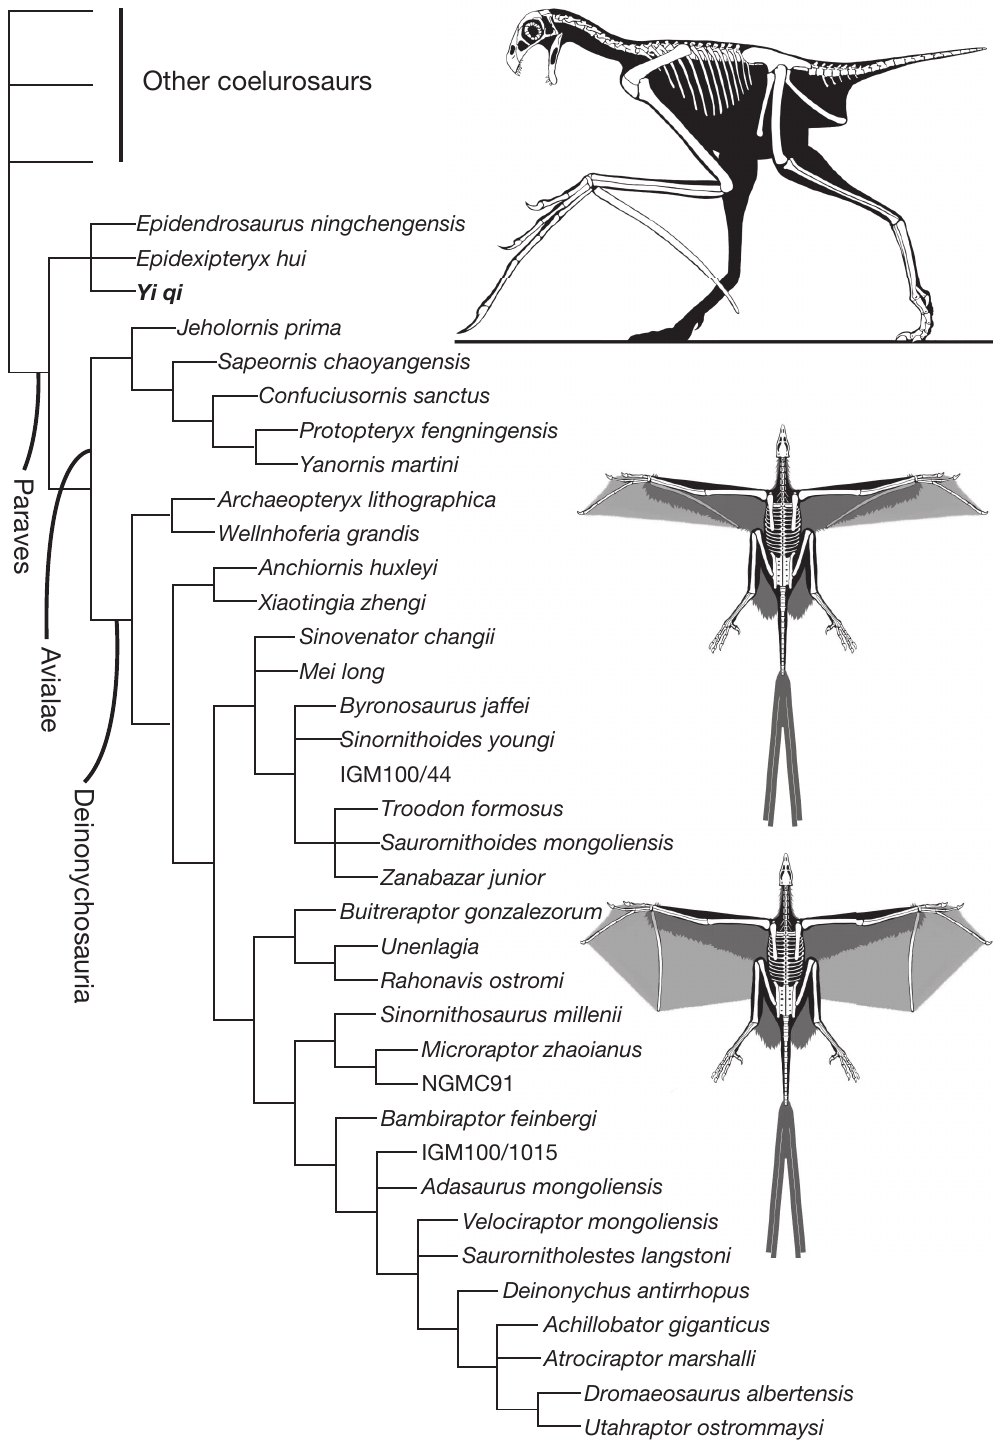 Other coelurosaurs
Epidendrosaurus ningchengensis
Epidexipteryx hui
Yi qi
Jeholornis prima
Sapeornis chaoyangensis
Confuciusornis sanctus
Protopteryx fengningensis
Yanornis martini
Paraves
Archaeopteryx lithographica
Wellnhoferia grandis
Anchiornis huxleyi
Xiaotingia zhengi
Sinovenator changii
Avialae
Mei long
Byronosaurus jaffei
Sinornithoides youngi
IGM100/44
Deinonychosauria
Troodon formosus
Saurornithoides mongoliensis
Zanabazar junior
Buitreraptor gonzalezorum
Unenlagia
Rahonavis ostromi
Sinornithosaurus millenii
Microraptor zhaoianus
NGMC91
Bambiraptor feinbergi
IGM100/1015
Adasaurus mongoliensis
Velociraptor mongoliensis
Saurornitholestes langstoni
Deinonychus antirrhopus
Achillobator giganticus
Atrociraptor marshalli
Dromaeosaurus albertensis
Utahraptor ostrommaysi